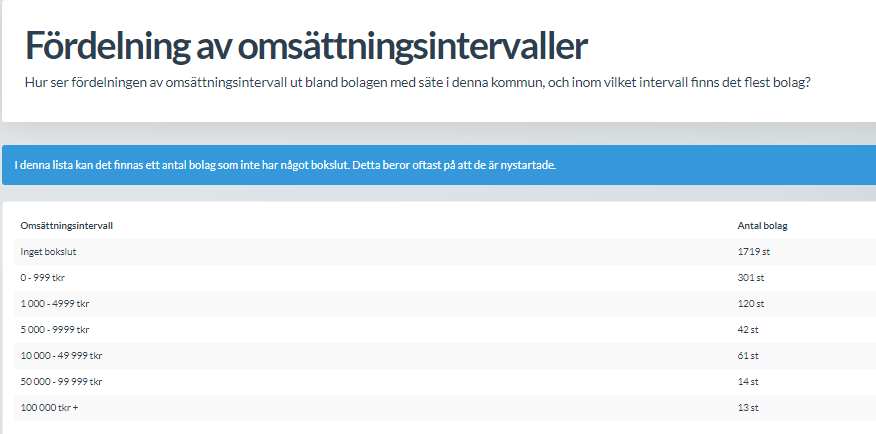 Fördelning av omsättningsintervaller
Hur ser fördelningen av omsättningsintervall ut bland bolagen med säte i denna kommun, och inom vilket intervall finns det flest bolag?
I denna lista kan det finnas ett antal bolag som inte har något bokslut. Detta beror oftast på att de är nystartade.
Omsättningsintervall Antal bolag
Inget bokslut 1719 st
0 - 999 tkr 301 st
1 000 - 4999 tkr 120 st
5 000 - 9999 tkr 42 st
10 000 - 49 999 tkr 61 st
50 000 - 99 999 tkr 14 st
100 000 tkr + 13 st